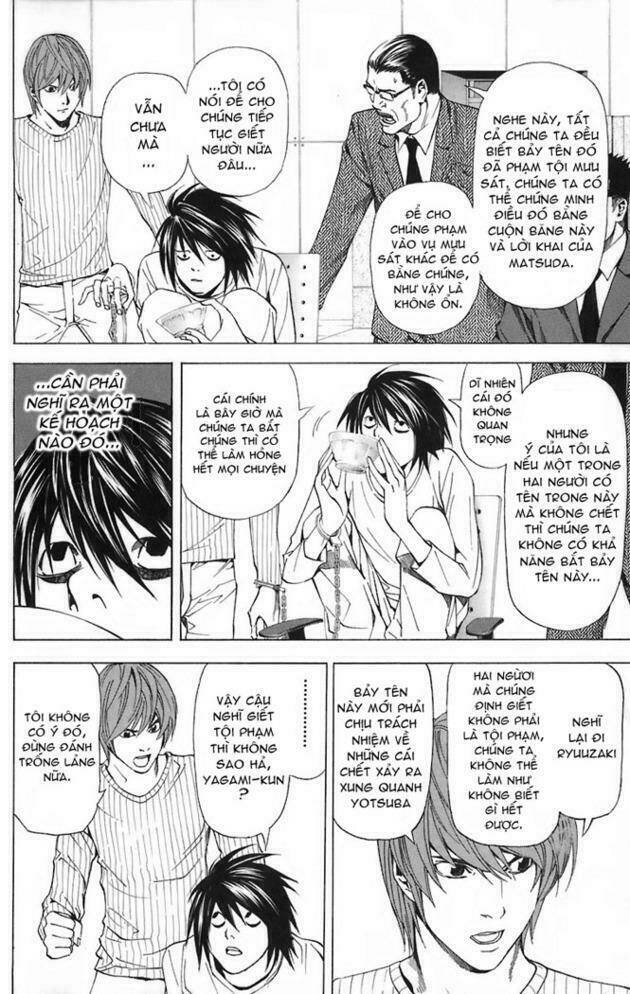 NGHE NÀY, TẤT
CẢ CHÚNG TA ĐỀU
BIẾT BẢY TÊN ĐÓ
ĐÃ PHẠM TỘI MƯU
SÁT, CHÚNG TA CÓ
THỂ CHỨNG MINH
ĐIỀU ĐÓ BẰNG
CUỘN BĂNG NÀY VÀ
LỜI KHAI CỦA
MATSUDA.
ĐỂ CHO
CHÚNG PHẠM
VÀO VỤ MƯU
SÁT KHÁC ĐỂ CÓ
BẰNG CHỨNG,
NHƯ VẬY LÀ
KHÔNG ỔN.
...TÔI CÓ
NÓI ĐỂ CHO
CHÚNG TIẾP
TỤC GIẾT
NGƯỜI NỮA
ĐÂU...
VẪN
CHƯA MÀ
...
NHƯNG
Ý CỦA TÔI LÀ
NẾU MỘT TRONG
HAI NGƯỜI CÓ
TÊN TRONG NÀY
MÀ KHÔNG CHẾT
THÌ CHÚNG TA
KHÔNG CÓ KHẢ
NĂNG BẮT BẢY
TÊN NÀY...
DĨ NHIÊN
CÁI ĐÓ
KHÔNG
QUAN
TRỌNG
CÁI CHÍNH
LÀ BÂY GIỜ MÀ
CHÚNG TA BẮT
CHÚNG THÌ CÓ
THỂ LÀM HỎNG
HẾT MỌI CHUYỆN
...CẦN PHẢI
NGHĨ RA MỘT
KẾ HOẠCH
NÀO ĐÓ...
NGHĨ
LẠI ĐI
RYUUZAKI
HAI NGƯỜI
MÀ CHÚNG
ĐỊNH GIẾT
KHÔNG PHẢI
LÀ TỘI PHẠM,
CHÚNG TA
KHÔNG THỂ
LÀM NHƯ
KHÔNG BIẾT
GÌ HẾT
ĐƯỢC.
BẢY TÊN
NÀY MỚI PHẢI
CHỊU TRÁCH
NHIỆM VỀ
NHỮNG CÁI
CHẾT XẢY RA
XUNG QUANH
YOTSUBA
.........
VẬY CẬU
NGHĨ GIẾT
TỘI PHẠM
THÌ KHÔNG
SAO HẢ,
YAGAMI-KUN
?
TÔI KHÔNG
CÓ Ý ĐÓ,
ĐỪNG ĐÁNH
TRỐNG LẢNG
NỮA.